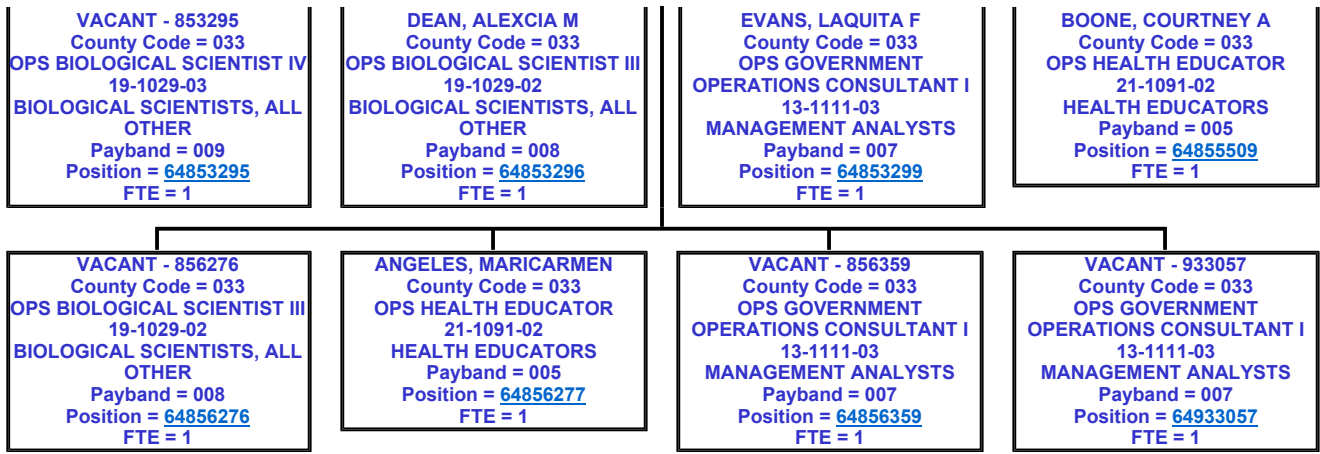 VACANT - 853295
County Code = 033
OPS BIOLOGICAL SCIENTIST IV
19-1029-03
BIOLOGICAL SCIENTISTS, ALL
OTHER
Payband = 009
Position = 64853295
FTE = 1
DEAN, ALEXCIA M
County Code = 033
OPS BIOLOGICAL SCIENTIST III
19-1029-02
BIOLOGICAL SCIENTISTS, ALL
OTHER
Payband = 008
Position = 64853296
FTE = 1
EVANS, LAQUITA F
County Code = 033
OPS GOVERNMENT
OPERATIONS CONSULTANT I
13-1111-03
MANAGEMENT ANALYSTS
Payband = 007
Position = 64853299
FTE = 1
BOONE, COURTNEY A
County Code = 033
OPS HEALTH EDUCATOR
21-1091-02
HEALTH EDUCATORS
Payband = 005
Position = 64855509
FTE = 1
VACANT - 856276
County Code = 033
OPS BIOLOGICAL SCIENTIST III
19-1029-02
BIOLOGICAL SCIENTISTS, ALL
OTHER
Payband = 008
Position = 64856276
FTE = 1
ANGELES, MARICARMEN
County Code = 033
OPS HEALTH EDUCATOR
21-1091-02
HEALTH EDUCATORS
Payband = 005
Position = 64856277
FTE = 1
VACANT - 856359
County Code = 033
OPS GOVERNMENT
OPERATIONS CONSULTANT I
13-1111-03
MANAGEMENT ANALYSTS
Payband = 007
Position = 64856359
FTE = 1
VACANT - 933057
County Code = 033
OPS GOVERNMENT
OPERATIONS CONSULTANT I
13-1111-03
MANAGEMENT ANALYSTS
Payband = 007
Position = 64933057
FTE = 1